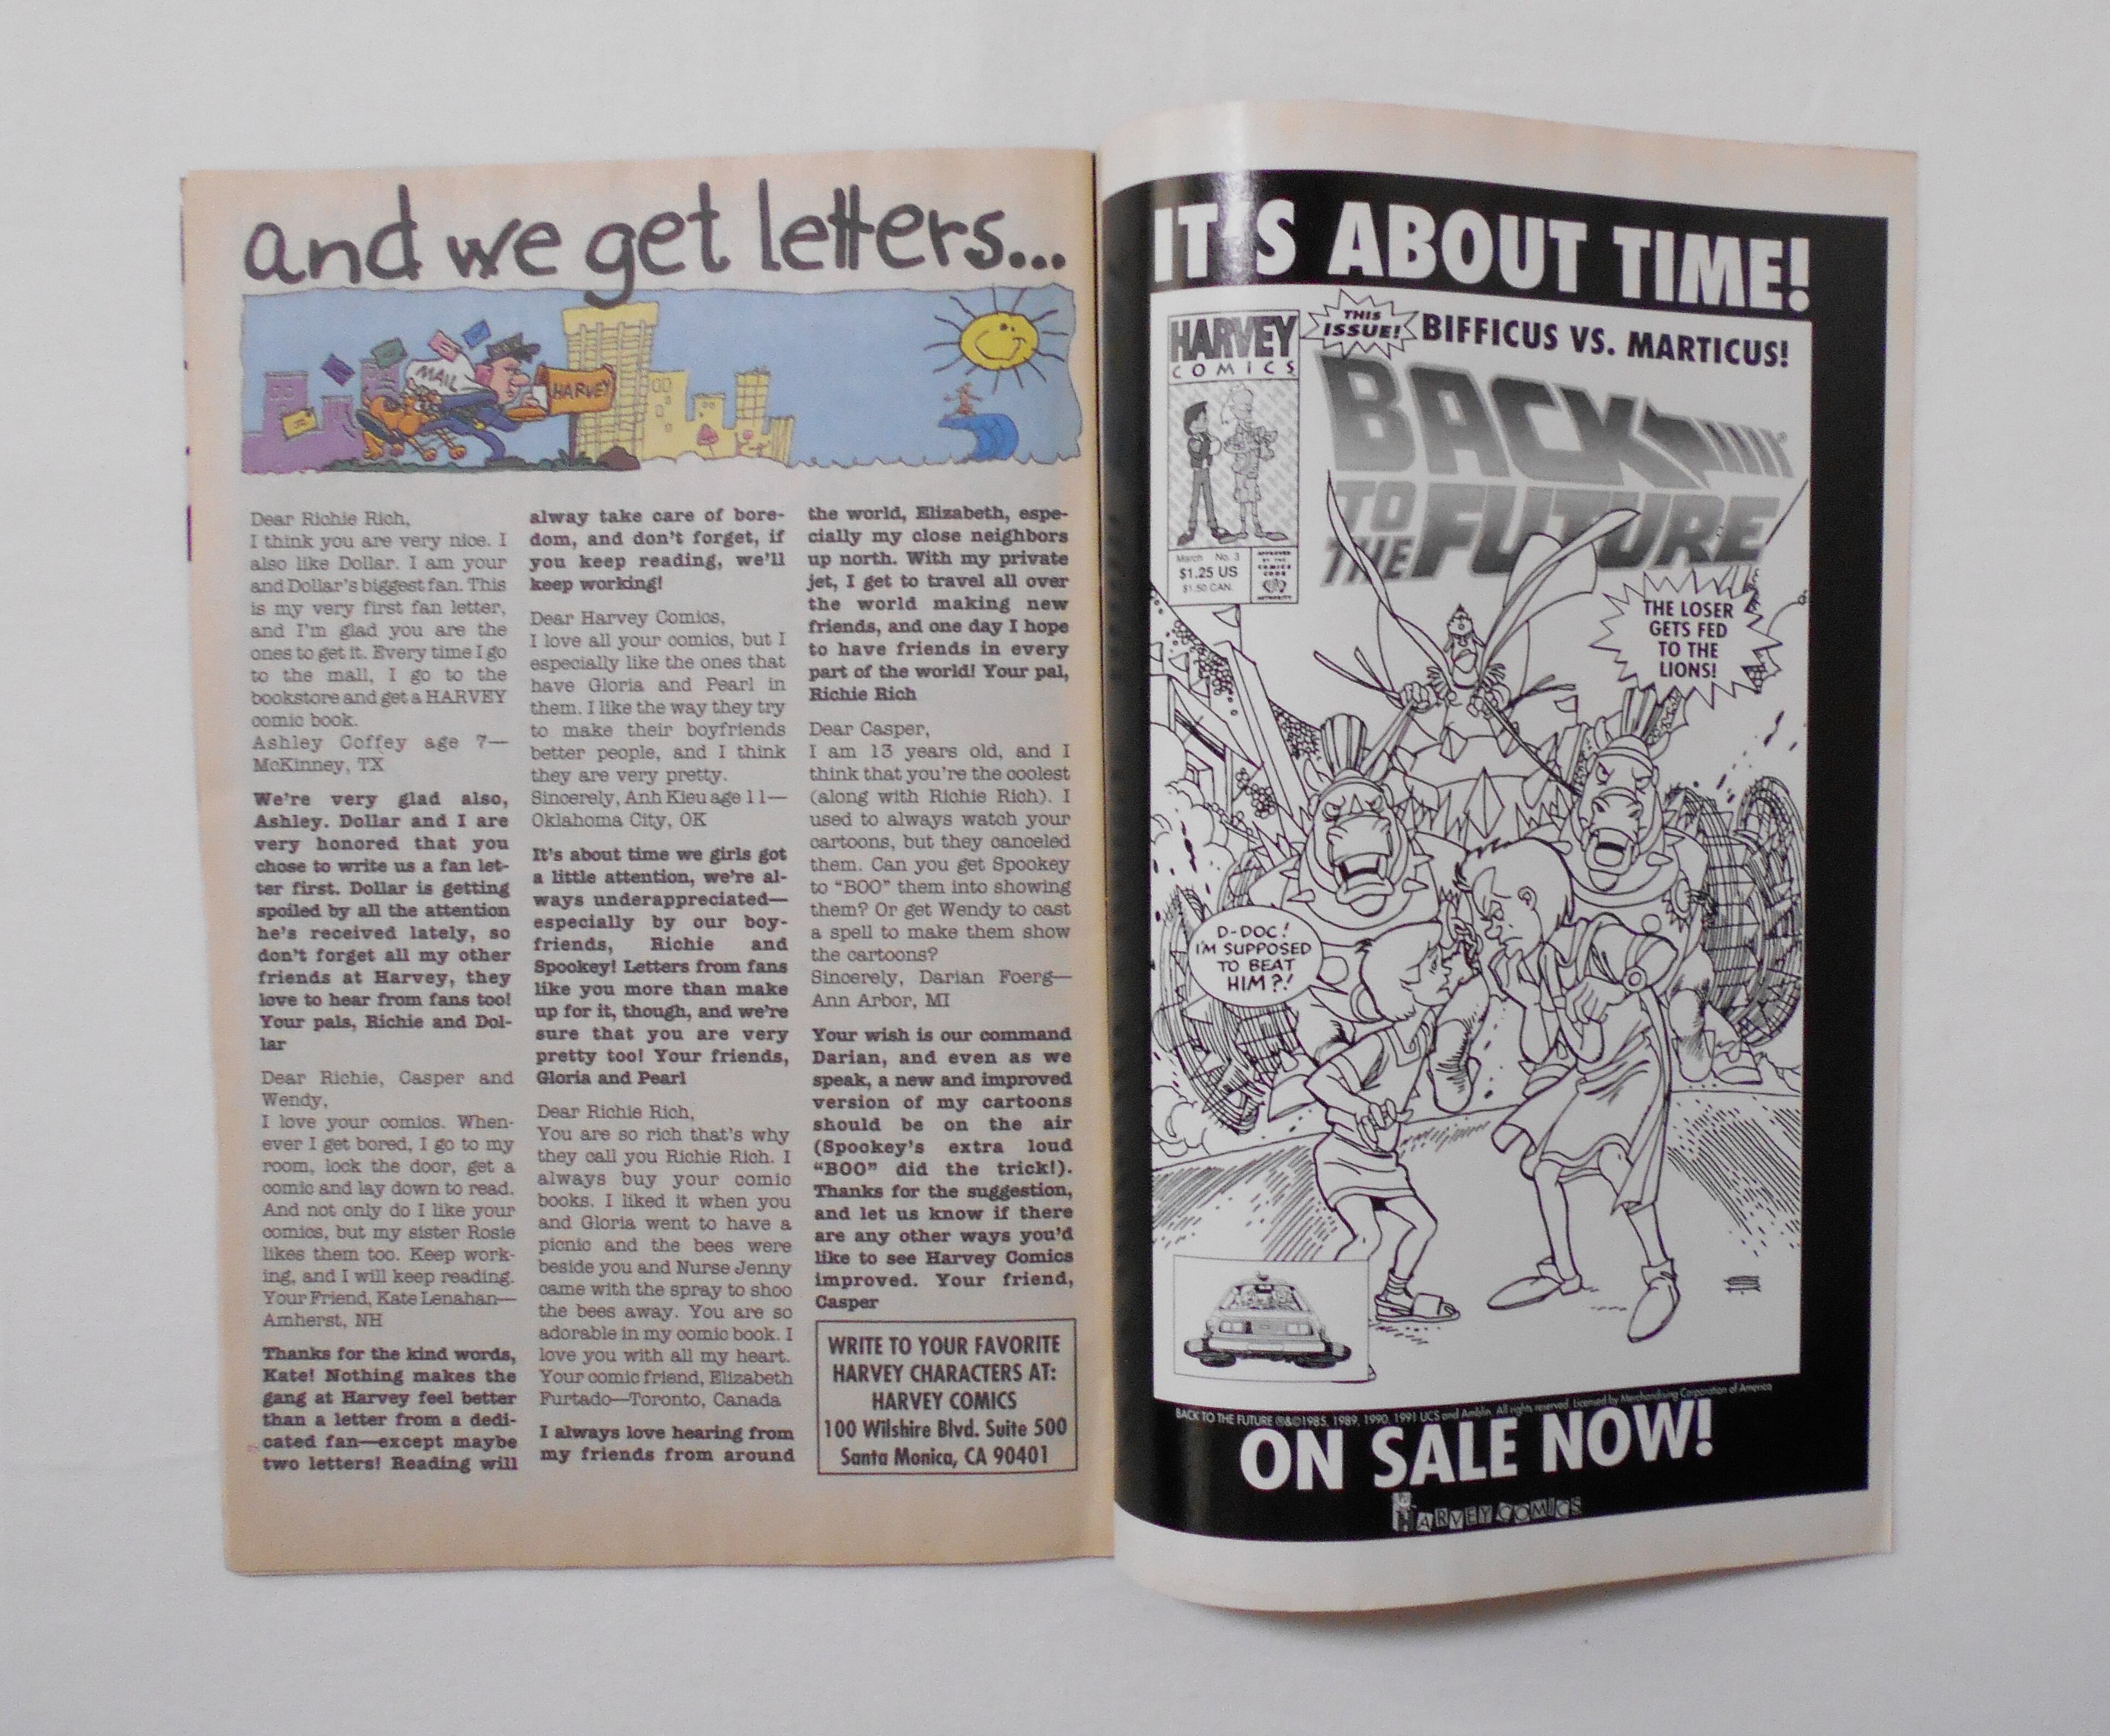 and we get letters...
MAIL
HARVEY
Dear Richie Rich,
I think you are very nice. I
also like Dollar. I am your
and Dollar's biggest fan. This
is my very first fan letter,
and I'm glad you are the
ones to get it. Every time I go
to the mall, I go to the
bookstore and get a HARVEY
comic book.
Ashley Coffey age 7—
McKinney, TX
We're very glad also,
Ashley. Dollar and I are
very honored that you
chose to write us a fan let-
ter first. Dollar is getting
spoiled by all the attention
he's received lately, so
don't forget all my other
friends at Harvey, they
love to hear from fans too!
Your pals, Richie and Dol-
lar
Dear Richie, Casper and
Wendy,
I love your comics. When-
ever I get bored, I go to my
room, lock the door, get a
comic and lay down to read.
And not only do I like your
comics, but my sister Rosie
likes them too. Keep work-
ing, and I will keep reading.
Your Friend, Kate Lenahan—
Amherst, NH
Thanks for the kind words,
Kate! Nothing makes the
gang at Harvey feel better
than a letter from a dedi-
cated fan—except maybe
two letters! Reading will
alway take care of bore-
dom, and don't forget, if
you keep reading, we'll
keep working!
Dear Harvey Comics,
I love all your comics, but I
especially like the ones that
have Gloria and Pearl in
them. I like the way they try
to make their boyfriends
better people, and I think
they are very pretty.
Sincerely, Anh Kieu age 11—
Oklahoma City, OK
It's about time we girls got
a little attention, we're al-
ways underappreciated—
especially by our boy-
friends, Richie and
Spookey! Letters from fans
like you more than make
up for it, though, and we're
sure that you are very
pretty too! Your friends,
Gloria and Pearl
Dear Richie Rich,
You are so rich that's why
they call you Richie Rich. I
always buy your comic
books. I liked it when you
and Gloria went to have a
picnic and the bees were
beside you and Nurse Jenny
came with the spray to shoo
the bees away. You are so
adorable in my comic book. I
love you with all my heart.
Your comic friend, Elizabeth
Furtado—Toronto, Canada
I always love hearing from
my friends from around
the world, Elizabeth, espe-
cially my close neighbors
up north. With my private
jet, I get to travel all over
the world making new
friends, and one day I hope
to have friends in every
part of the world! Your pal,
Richie Rich
Dear Casper,
I am 13 years old, and I
think that you're the coolest
(along with Richie Rich). I
used to always watch your
cartoons, but they canceled
them. Can you get Spookey
to "BOO" them into showing
them? Or get Wendy to cast
a spell to make them show
the cartoons?
Sincerely, Darian Foerg—
Ann Arbor, MI
Your wish is our command
Darian, and even as we
speak, a new and improved
version of my cartoons
should be on the air
(Spookey's extra loud
"BOO" did the trick!).
Thanks for the suggestion,
and let us know if there
are any other ways you'd
like to see Harvey Comics
improved. Your friend,
Casper
WRITE TO YOUR FAVORITE
HARVEY CHARACTERS AT:
HARVEY COMICS
100 Wilshire Blvd. Suite 500
Santa Monica, CA 90401
IT'S ABOUT TIME!
HARVEY
COMICS
THIS
ISSUE!
BIFFICUS VS. MARTICUS!
BACK
TO
THE FUTURE
March No. 3
$1.25 US
$1.50 CAN.
APPROVED
BY THE
COMICS
CODE
AUTHORITY
THE LOSER
GETS FED
TO THE
LIONS!
D-DOC!
I'M SUPPOSED
TO BEAT
HIM?!
BACK TO THE FUTURE ®&©1985, 1989, 1990, 1991 UCS and Amblin. All rights reserved. Licensed by Merchandising Corporation of America
ON SALE NOW!
HARVEY COMICS